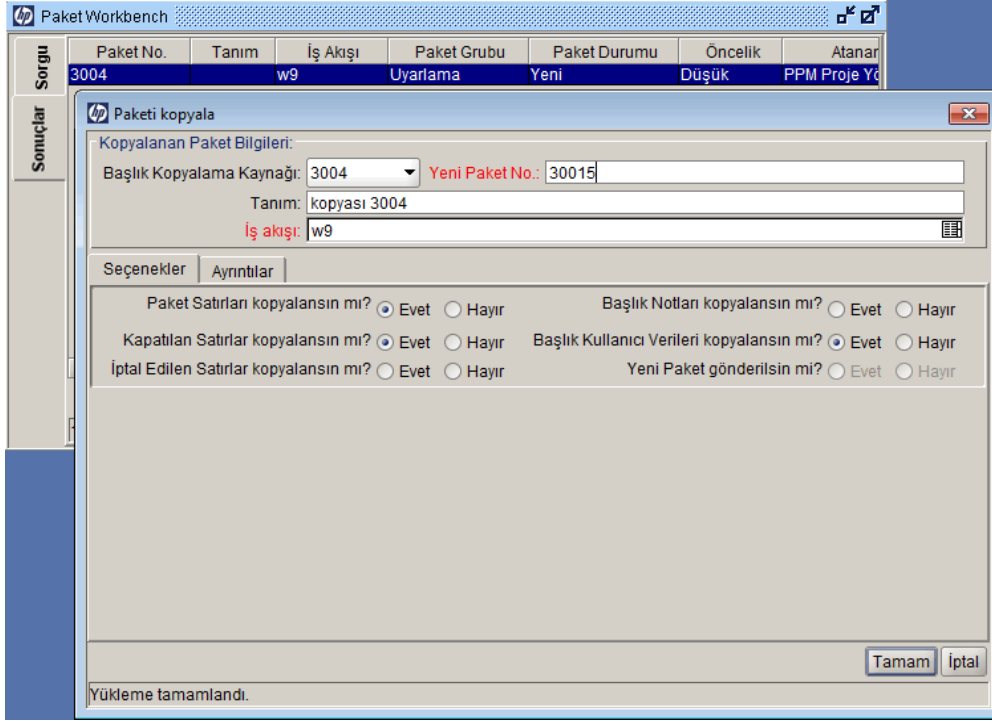 hp Paket Workbench
Sorgu
Sonuçlar
Paket No. Tanım İş Akışı Paket Grubu Paket Durumu Öncelik Atanan
3004 w9 Uyarlama Yeni Düşük PPM Proje Yö
hp Paketi kopyala
Kopyalanan Paket Bilgileri:
Başlık Kopyalama Kaynağı: 3004 Yeni Paket No.: 30015
Tanım: kopyası 3004
İş akışı: w9
Seçenekler Ayrıntılar
Paket Satırları kopyalansın mı? Evet Hayır Başlık Notları kopyalansın mı? Evet Hayır
Kapatılan Satırlar kopyalansın mı? Evet Hayır Başlık Kullanıcı Verileri kopyalansın mı? Evet Hayır
İptal Edilen Satırlar kopyalansın mı? Evet Hayır Yeni Paket gönderilsin mi? Evet Hayır
Tamam İptal
Yükleme tamamlandı.